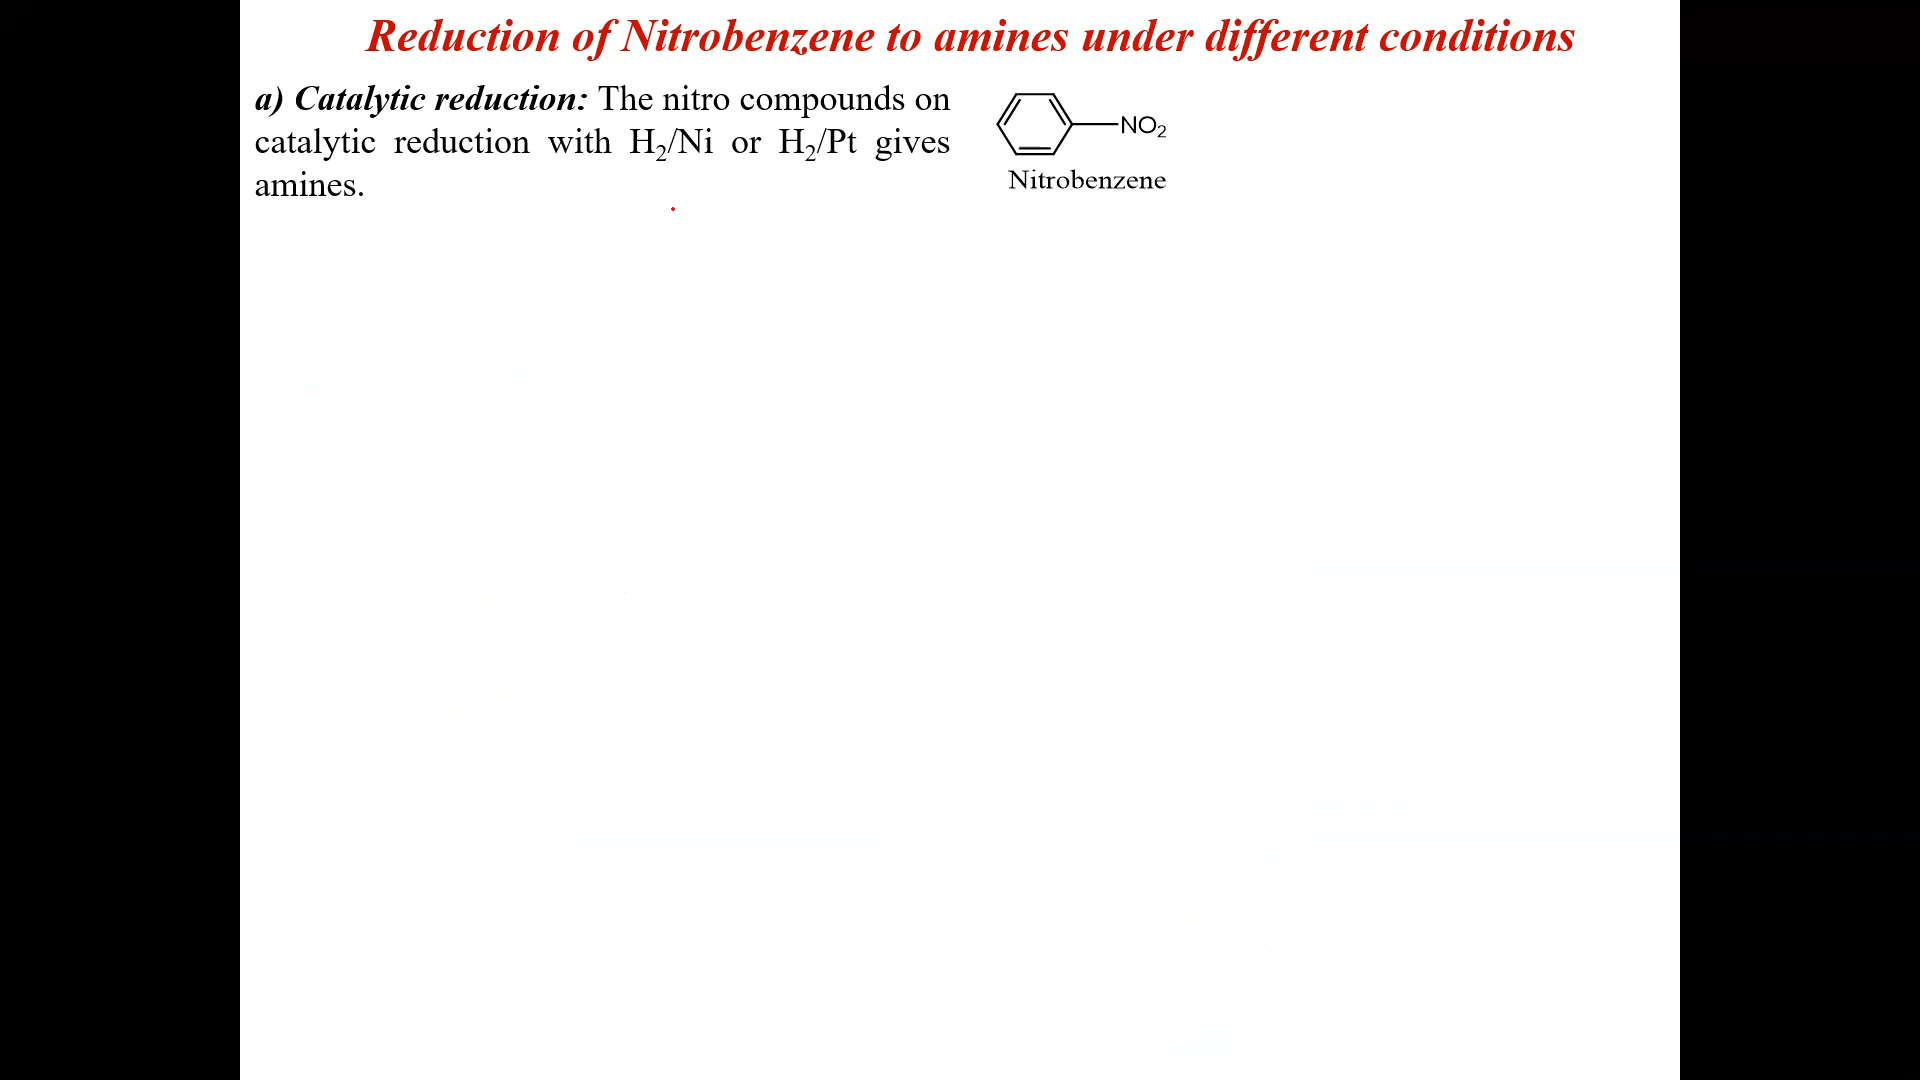 Reduction of Nitrobenzene to amines under different conditions
a) Catalytic reduction: The nitro compounds on
catalytic reduction with H₂/Ni or H₂/Pt gives
amines.
NO₂
Nitrobenzene